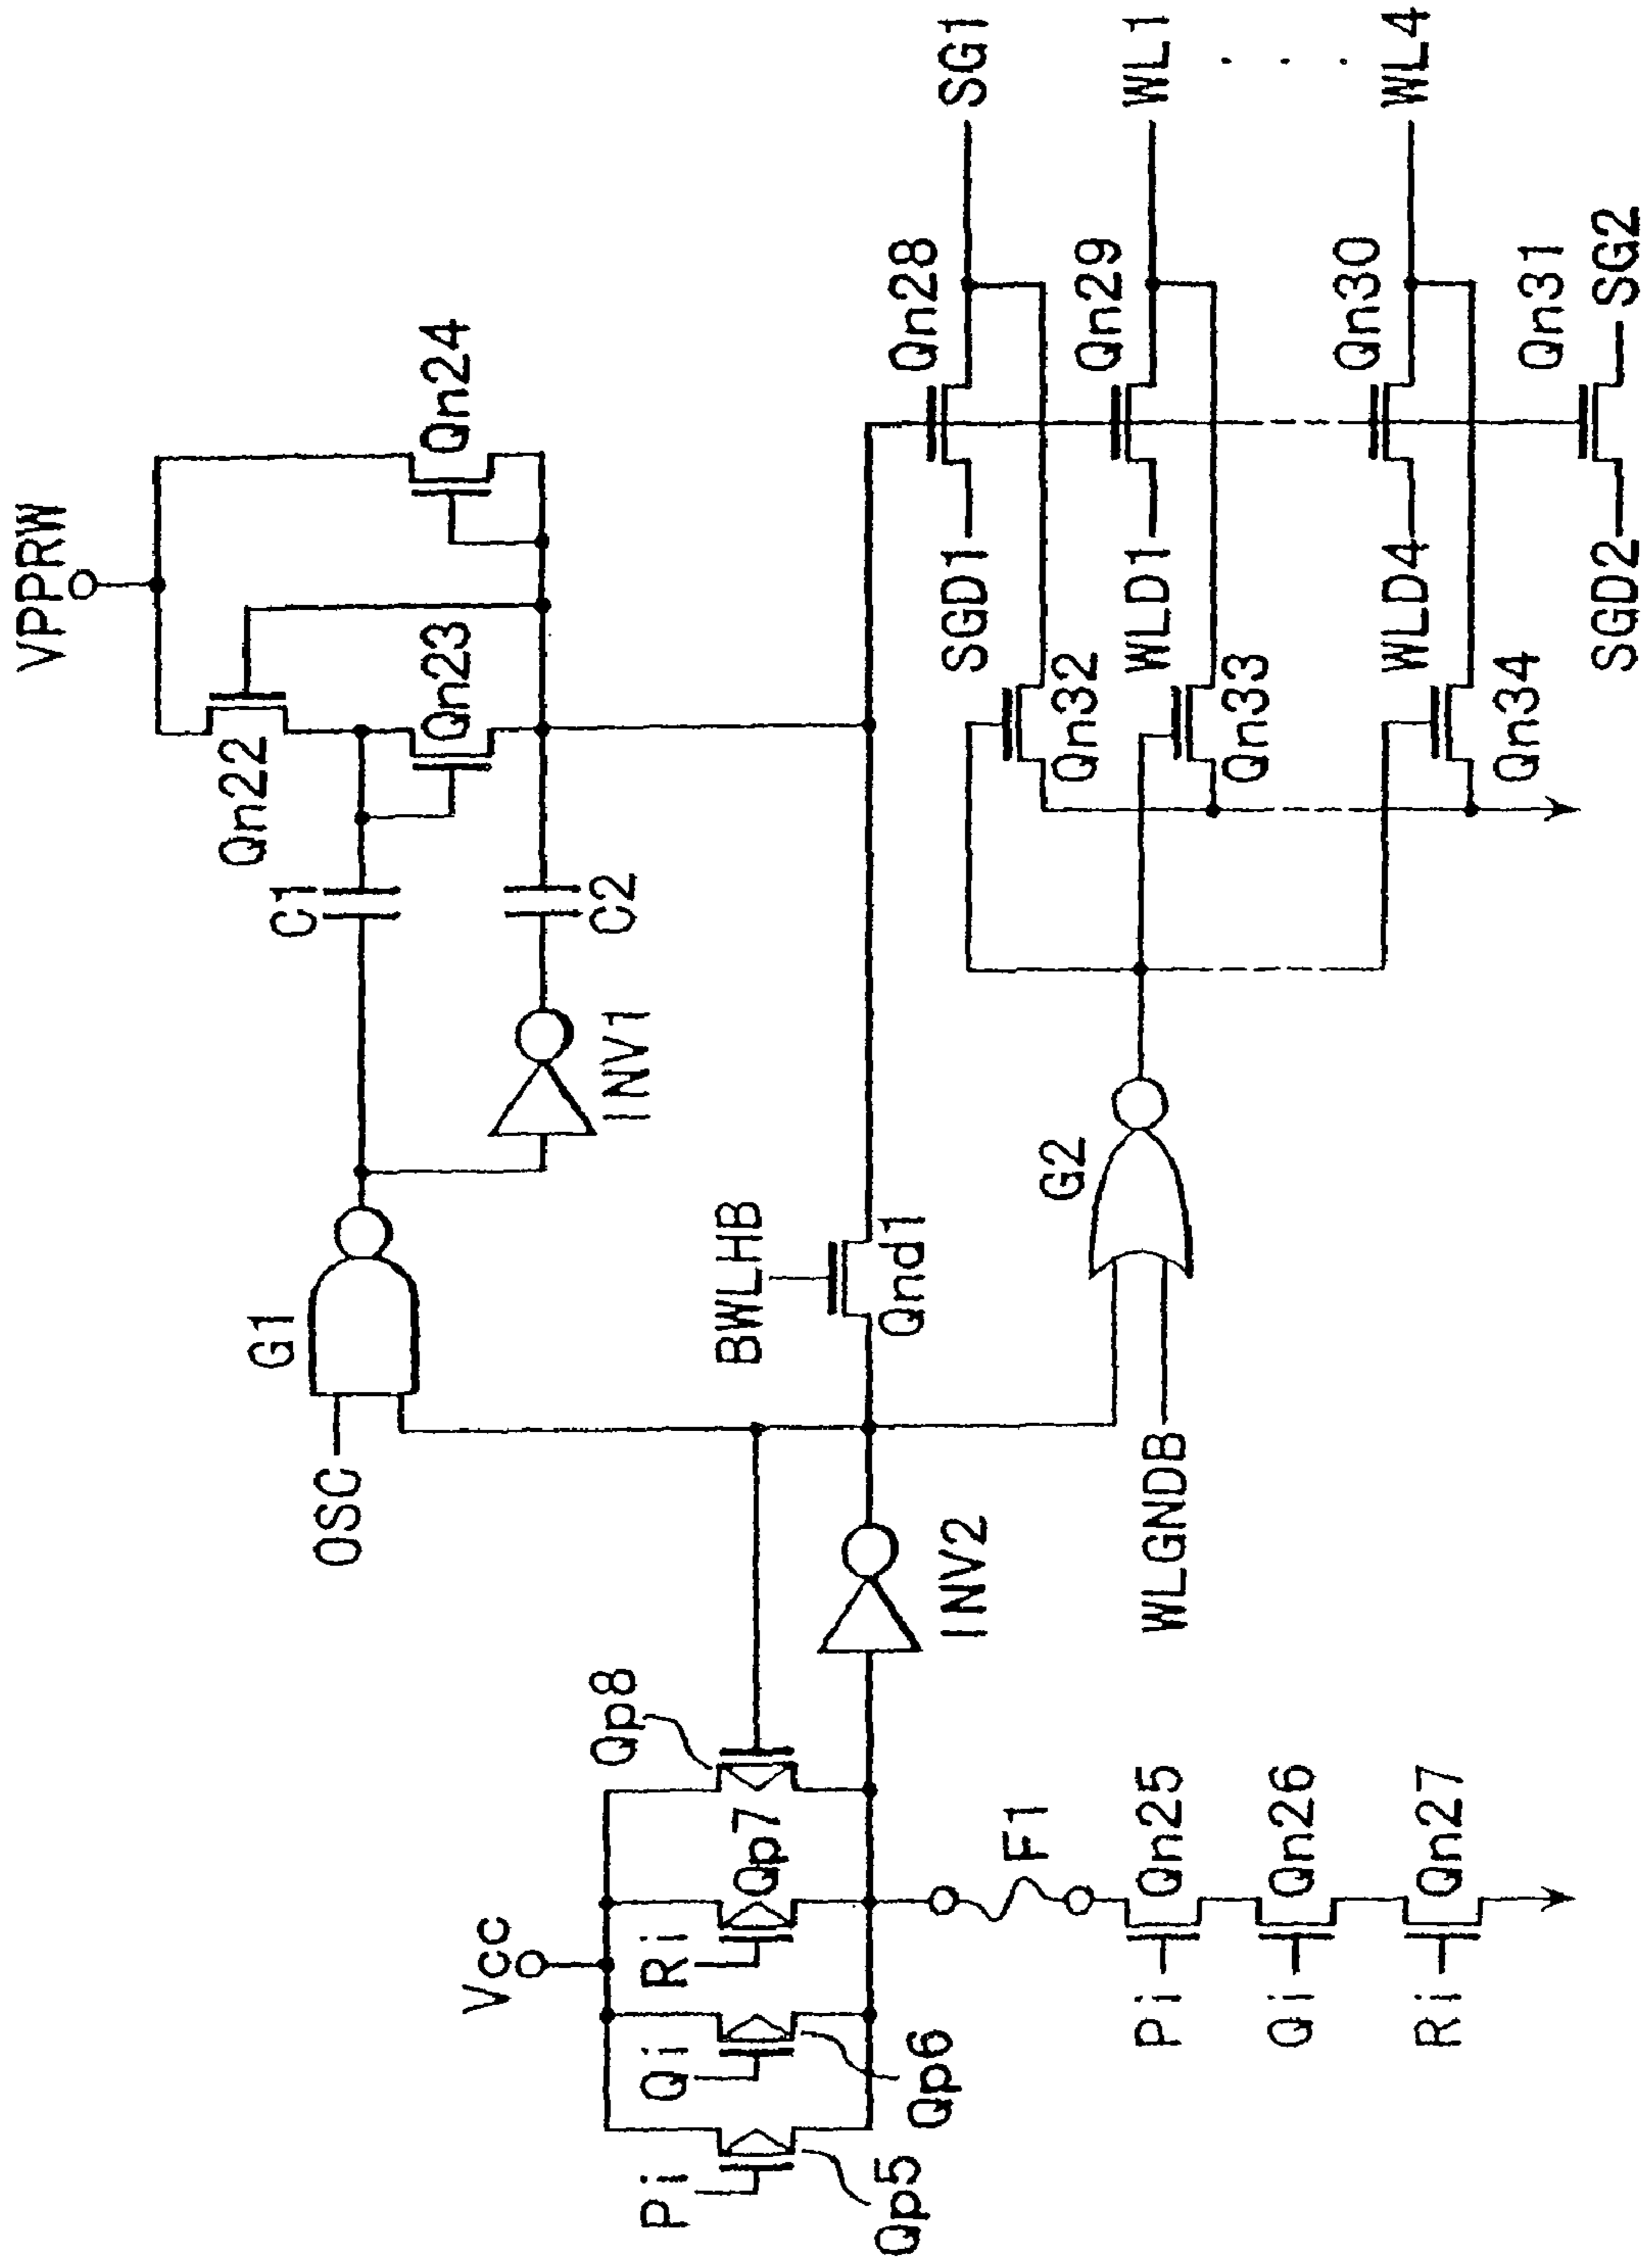 VPPRW
Qn22
Qn23
Qn24
C1
C2
G1
OSC
INV1
BWLHB
Qnd1
G2
WLGNDB
INV2
Vcc
Pi
Qi
Ri
Qp5
Qp6
Qp7
Qp8
F1
Pi
Qn25
Qi
Qn26
Ri
Qn27
Qn28
SGD1
SG1
Qn29
WLD1
WL1
Qn30
WLD4
WL4
Qn31
SGD2
SG2
Qn32
Qn33
Qn34